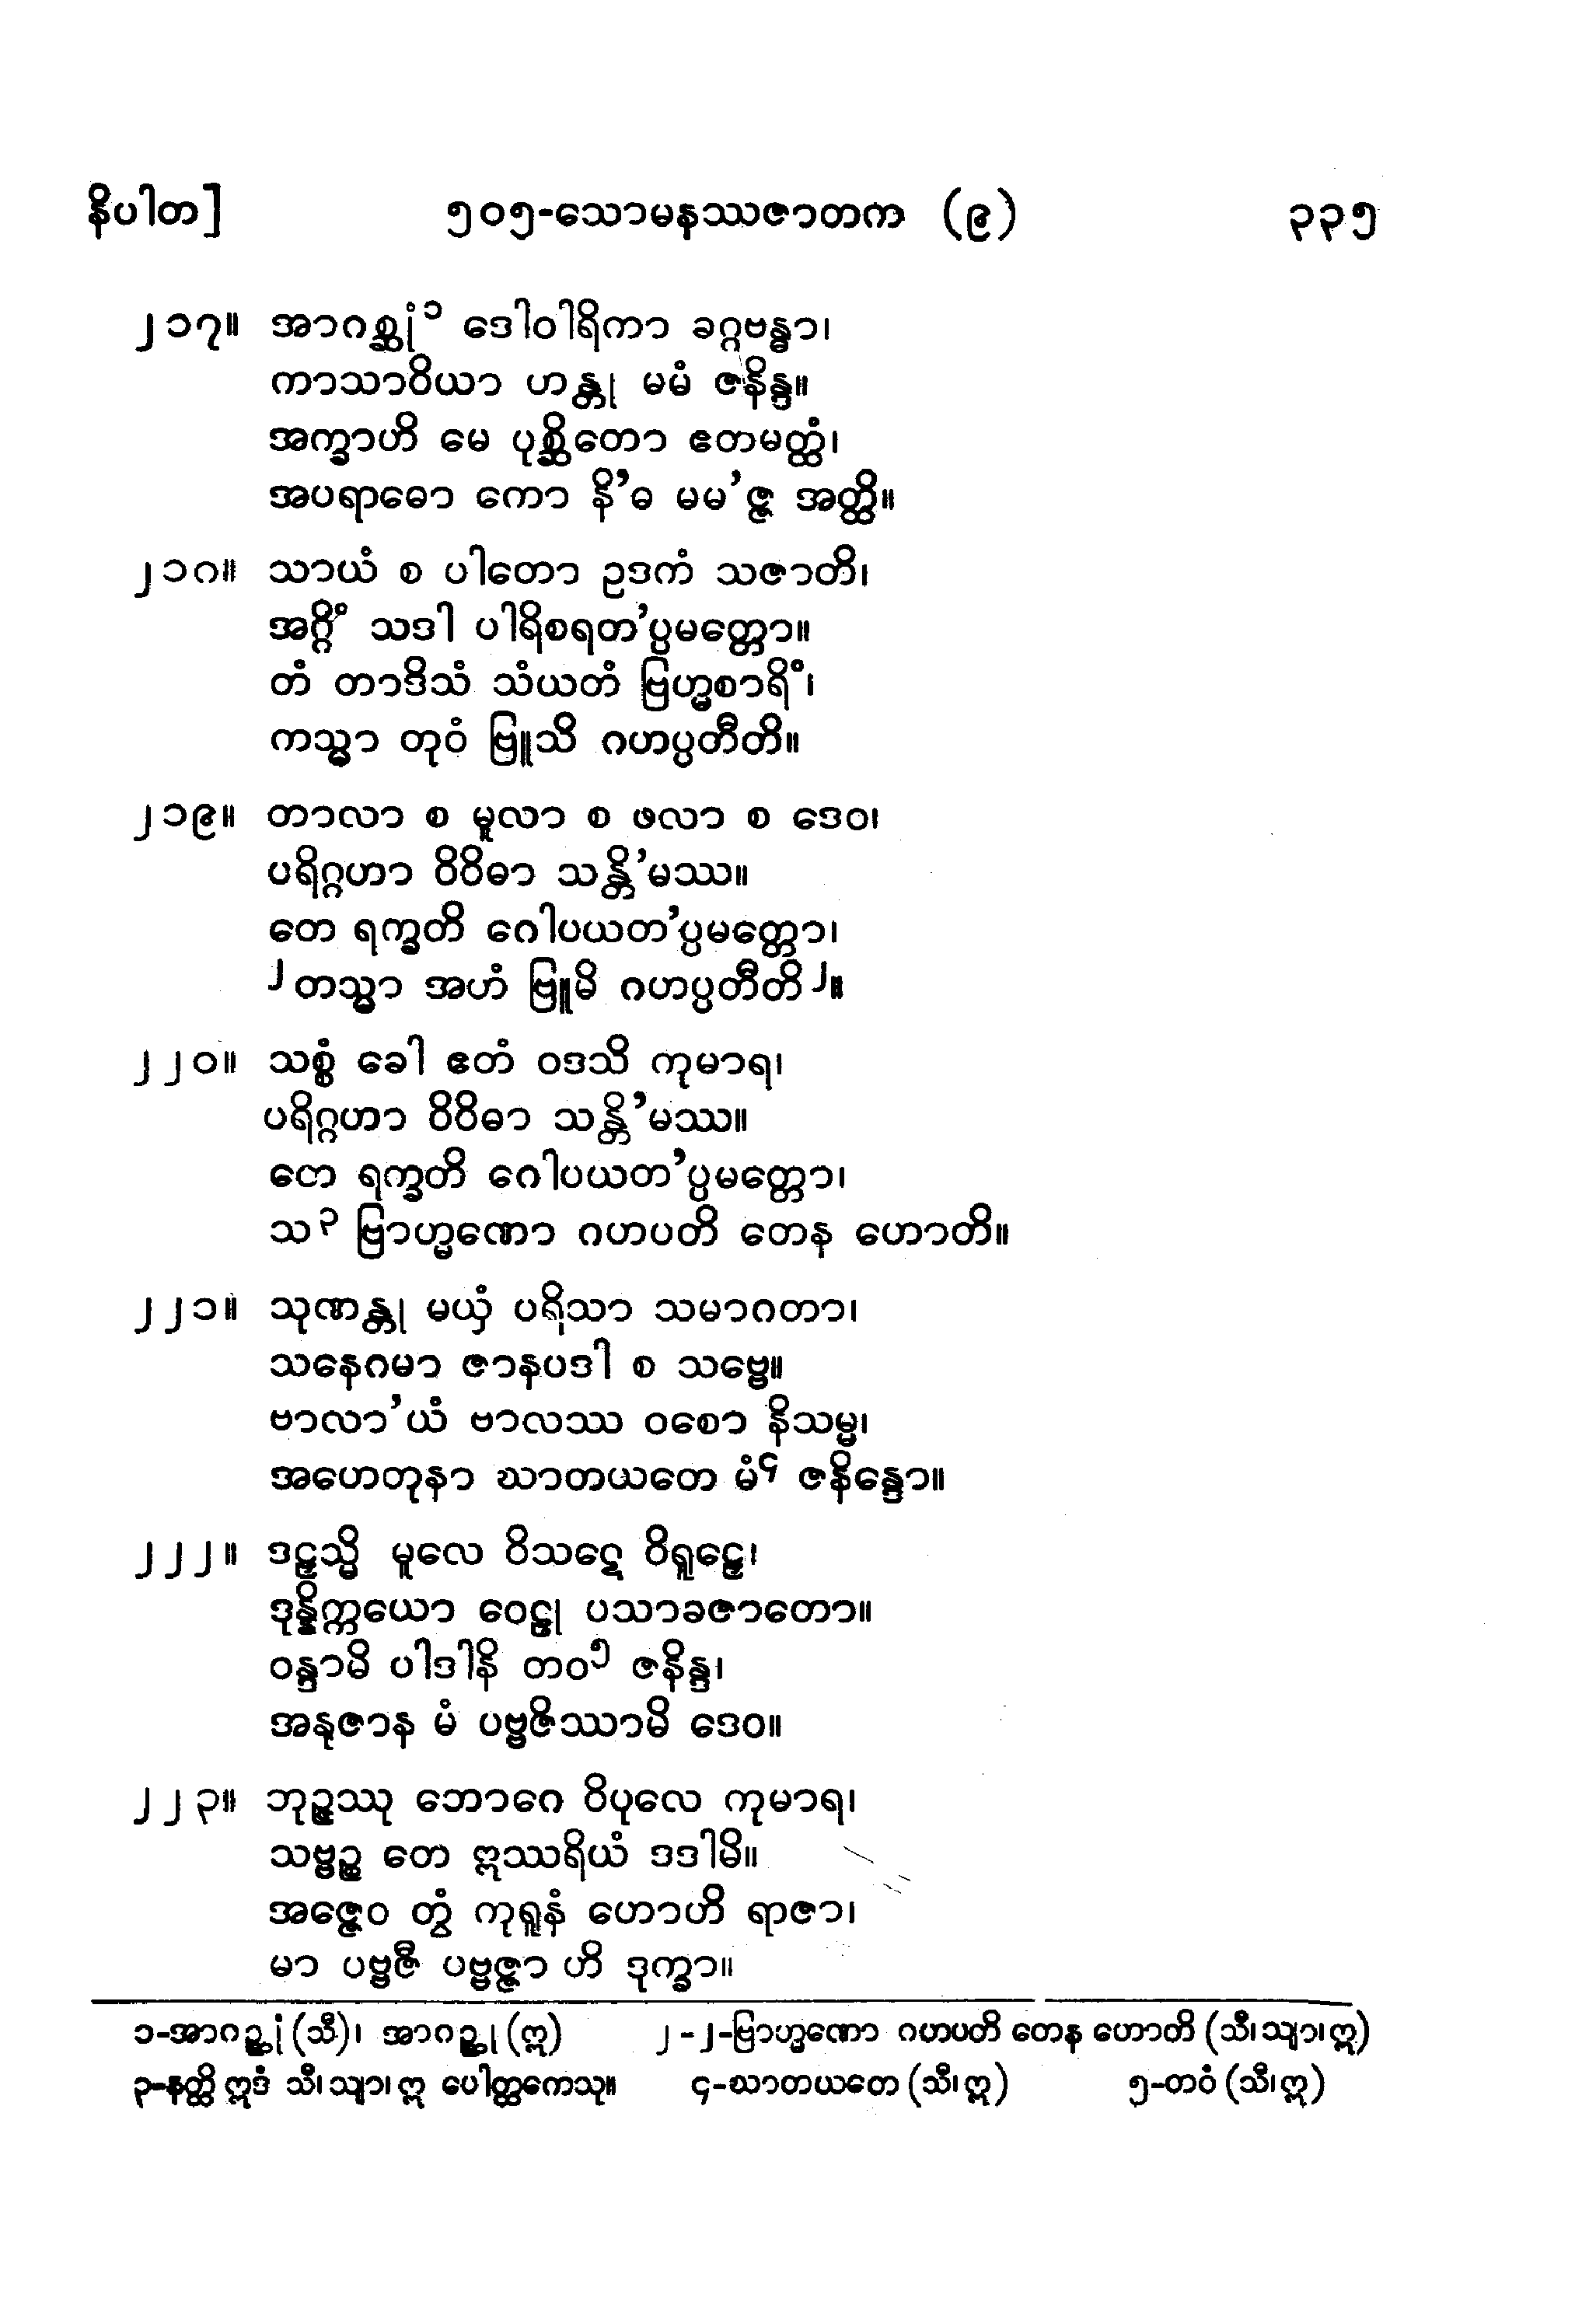 နိပါတ]	၅၀၅-သောမနဿဇာတက (၉)	၃၃၅
၂၁၇။ အာဂစ္ဆုံ၁ ဒေါဝါရိကာ ခဂ္ဂဗန္ဓာ၊
ကာသာဝိယာ ဟန္တု မမံ ဇနိန္ဒ။
အက္ခာဟိ မေ ပုစ္ဆိတော ဧတမတ္ထံ၊
အပရာဓော ကော နိ’ဓ မမ’ဇ္ဇ အတ္ထိ။
၂၁၈။ သာယံ စ ပါတော ဥဒကံ သဇာတိ၊
အဂ္ဂိံ သဒါ ပါရိစရတ’ပ္ပမတ္တော။
တံ တာဒိသံ သံယတံ ဗြဟ္မစာရိံ၊
ကသ္မာ တုဝံ ဗြူသိ ဂဟပ္ပတီတိ။
၂၁၉။ တာလာ စ မူလာ စ ဖလာ စ ဒေဝ၊
ပရိဂ္ဂဟာ ဝိဝိဓာ သန္တိ’မဿ။
တေ ရက္ခတိ ဂေါပယတ’ပ္ပမတ္တော၊
၂တသ္မာ အဟံ ဗြူမိ ဂဟပ္ပတီတိ၂။
၂၂၀။ သစ္စံ ခေါ ဧတံ ဝဒသိ ကုမာရ၊
ပရိဂ္ဂဟာ ဝိဝိဓာ သန္တိ’မဿ။
တေ ရက္ခတိ ဂေါပယတ’ပ္ပမတ္တော၊
သ၃ ဗြာဟ္မဏော ဂဟပတိ တေန ဟောတိ။
၂၂၁။ သုဏန္တု မယှံ ပရိသာ သမာဂတာ၊
သနေဂမာ ဇာနပဒါ စ သဗ္ဗေ။
ဗာလာ’ယံ ဗာလဿ ဝစော နိသမ္မ၊
အဟေတုနာ ဃာတယတေ မံ၄ ဇနိန္ဒော။
၂၂၂။ ဒဠှသ္မိ မူလေ ဝိသဋေ ဝိရူဠှေ၊
ဒုန္နိက္ကယော ဝေဠု ပသာခဇာတော။
ဝန္ဒာမိ ပါဒါနိ တဝ၅ ဇနိန္ဒ၊
အနုဇာန မံ ပဗ္ဗဇိဿာမိ ဒေဝ။
၂၂၃။ ဘုဉ္ဇဿု ဘောဂေ ဝိပုလေ ကုမာရ၊
သဗ္ဗဉ္စ တေ ဣဿရိယံ ဒဒါမိ။
အဇ္ဇေဝ တွံ ကုရူနံ ဟောဟိ ရာဇာ၊
မာ ပဗ္ဗဇီ ပဗ္ဗဇ္ဇာ ဟိ ဒုက္ခာ။
၁-အာဂဉ္ဆုံ (သီ)၊ အာဂဉ္ဆု (ဣ)	၂-၂-ဗြာဟ္မဏော ဂဟပတိ တေန ဟောတိ (သီ၊ သျာ၊ ဣ)
၃-နတ္ထိ ဣဒံ သီ၊ သျာ၊ ဣ ပေါတ္ထကေသု။	၄-ဃာတယတေ (သီ၊ ဣ)	၅-တဝံ (သီ၊ ဣ)